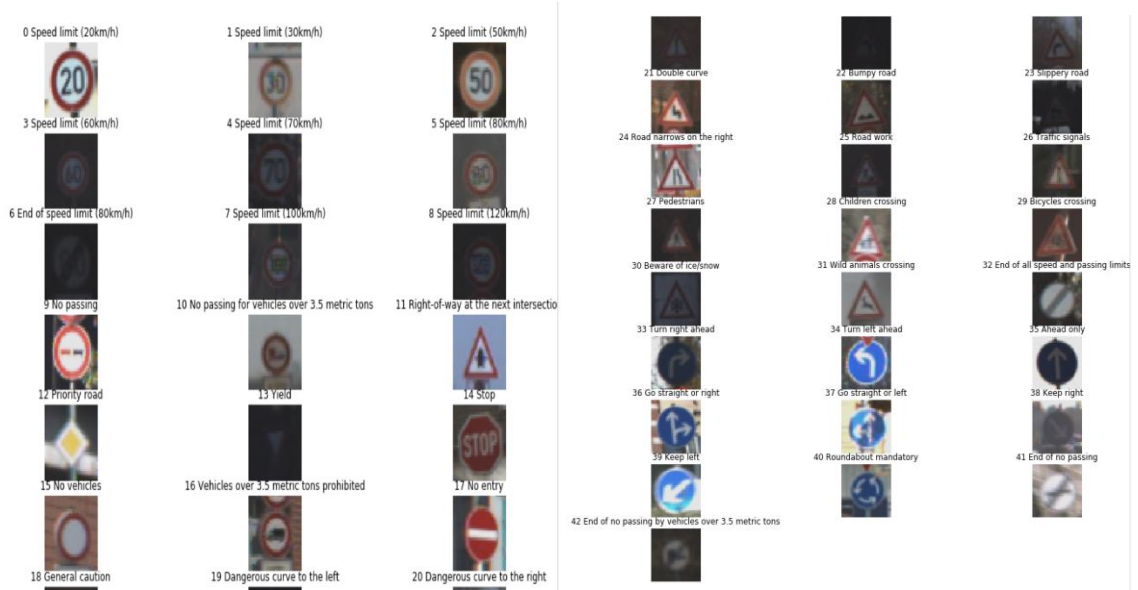 0 Speed limit (20km/h)
1 Speed limit (30km/h)
2 Speed limit (50km/h)
20
30
50
3 Speed limit (60km/h)
4 Speed limit (70km/h)
5 Speed limit (80km/h)
60
70
80
6 End of speed limit (80km/h)
7 Speed limit (100km/h)
8 Speed limit (120km/h)
9 No passing
10 No passing for vehicles over 3.5 metric tons
11 Right-of-way at the next intersectio
12 Priority road
13 Yield
14 Stop
STOP
15 No vehicles
16 Vehicles over 3.5 metric tons prohibited
17 No entry
18 General caution
19 Dangerous curve to the left
20 Dangerous curve to the right
21 Double curve
22 Bumpy road
23 Slippery road
24 Road narrows on the right
25 Road work
26 Traffic signals
27 Pedestrians
28 Children crossing
29 Bicycles crossing
30 Beware of ice/snow
31 Wild animals crossing
32 End of all speed and passing limits
33 Turn right ahead
34 Turn left ahead
35 Ahead only
36 Go straight or right
37 Go straight or left
38 Keep right
39 Keep left
40 Roundabout mandatory
41 End of no passing
42 End of no passing by vehicles over 3.5 metric tons